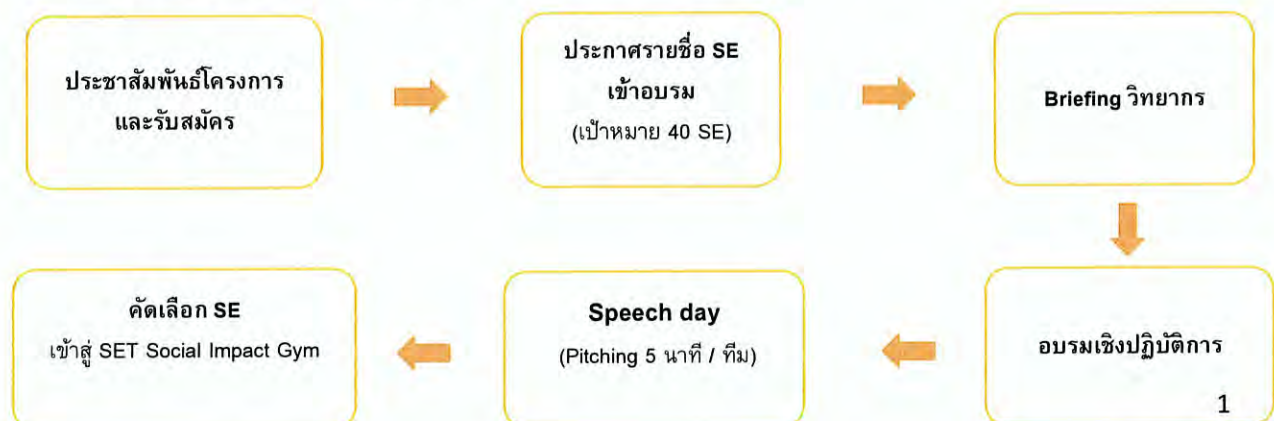 ประชาสัมพันธ์โครงการ
และรับสมัคร
ประกาศรายชื่อ SE
เข้าอบรม
(เป้าหมาย 40 SE)
Briefing วิทยากร
อบรมเชิงปฏิบัติการ
1
Speech day
(Pitching 5 นาที / ทีม)
คัดเลือก SE
เข้าสู่ SET Social Impact Gym